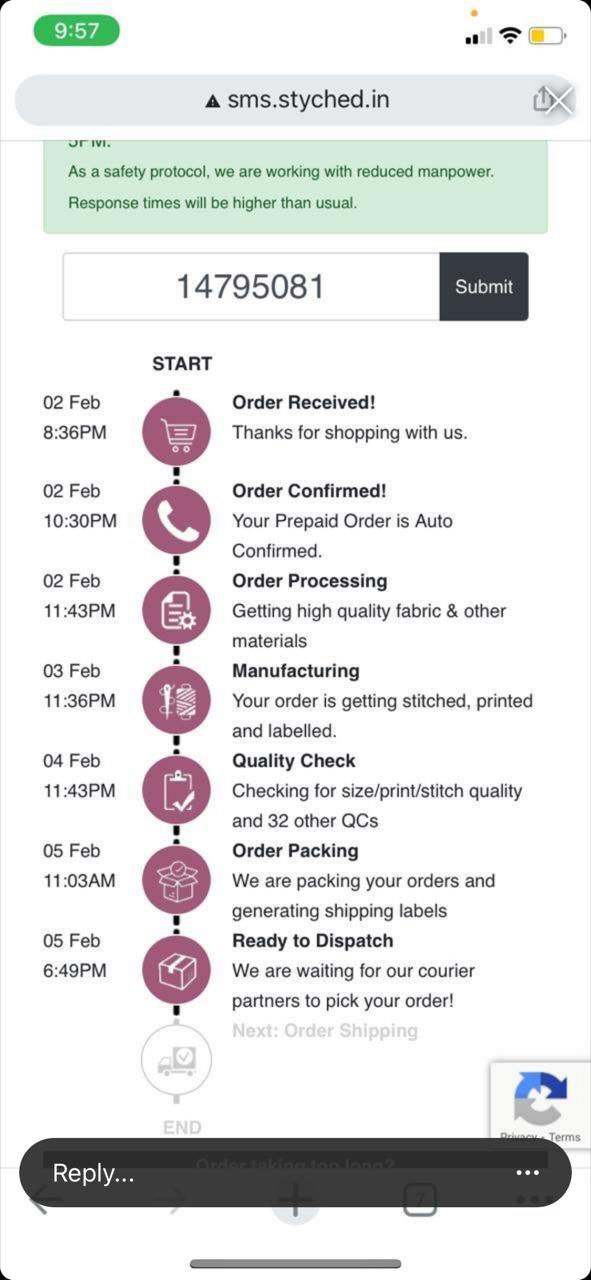 9:57
sms.styched.in
5PM.
As a safety protocol, we are working with reduced manpower.
Response times will be higher than usual.
14795081
Submit
START
02 Feb
8:36PM
Order Received!
Thanks for shopping with us.
02 Feb
10:30PM
Order Confirmed!
Your Prepaid Order is Auto
Confirmed.
02 Feb
11:43PM
Order Processing
Getting high quality fabric & other
materials
03 Feb
11:36PM
Manufacturing
Your order is getting stitched, printed
and labelled.
04 Feb
11:43PM
Quality Check
Checking for size/print/stitch quality
and 32 other QCs
05 Feb
11:03AM
Order Packing
We are packing your orders and
generating shipping labels
05 Feb
6:49PM
Ready to Dispatch
We are waiting for our courier
partners to pick your order!
Next: Order Shipping
END
Privacy - Terms
Order taking too long?
Reply...
7